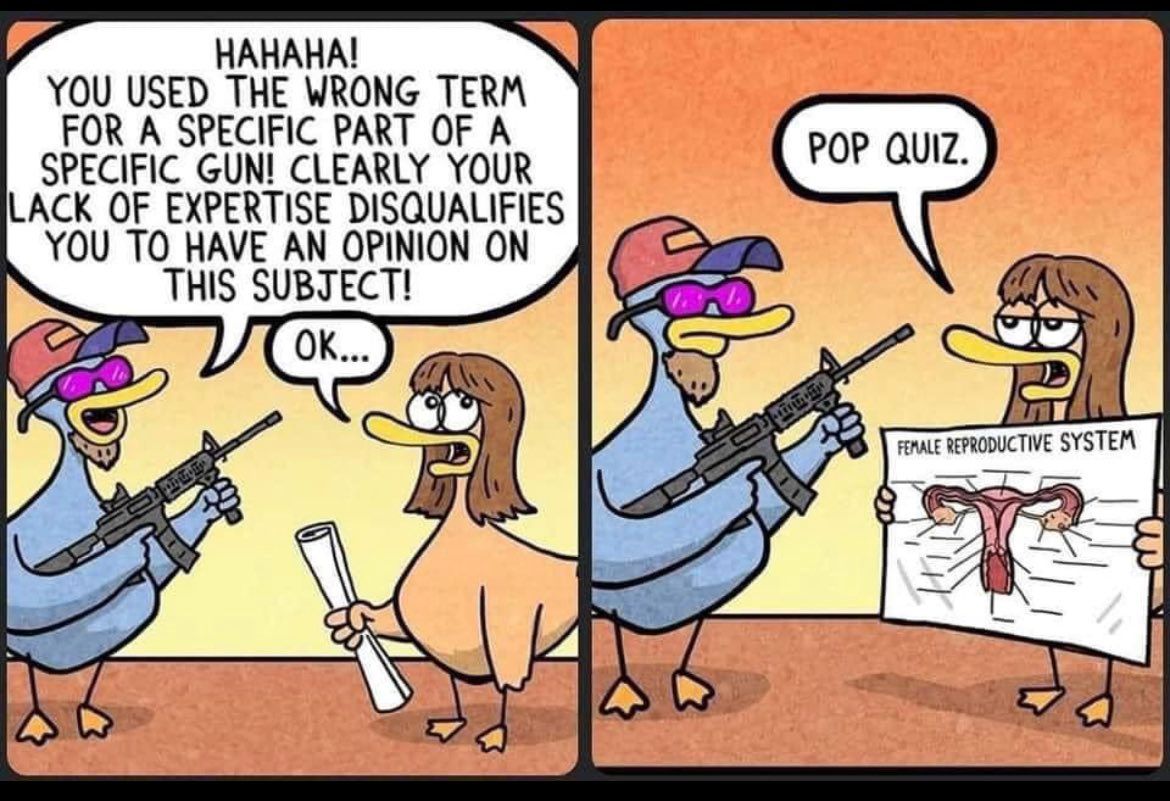 HAHAHA!
YOU USED THE WRONG TERM
FOR A SPECIFIC PART OF A
SPECIFIC GUN! CLEARLY YOUR
LACK OF EXPERTISE DISQUALIFIES
YOU TO HAVE AN OPINION ON
THIS SUBJECT!
OK...
POP QUIZ.
FEMALE REPRODUCTIVE SYSTEM